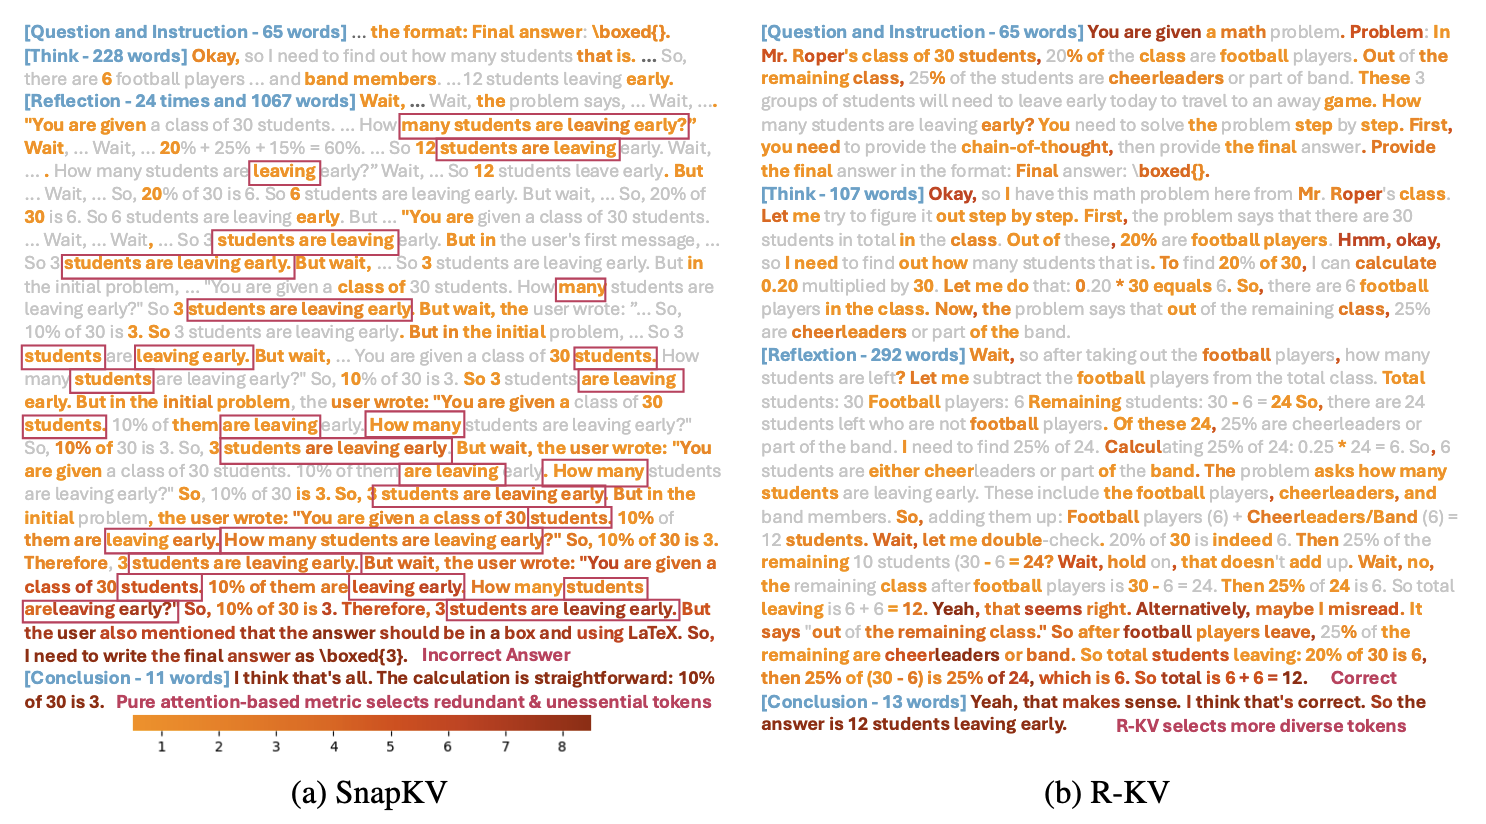 [Question and Instruction - 65 words] ... the format: Final answer: \boxed{}.
[Think - 228 words] Okay, so I need to find out how many students that is. ... So,
there are 6 football players ... and band members. ...12 students leaving early.
[Reflection - 24 times and 1067 words] Wait, ... Wait, the problem says, ... Wait, ....
"You are given a class of 30 students. ... How many students are leaving early?"
Wait, ... Wait, ... 20% + 25% + 15% = 60%. ... So 12 students are leaving early. Wait,
... . How many students are leaving early?" Wait, ... So 12 students leave early. But
... Wait, ... So, 20% of 30 is 6. So 6 students are leaving early. But wait, ... So, 20% of
30 is 6. So 6 students are leaving early. But ... "You are given a class of 30 students.
... Wait, ... Wait, ... So 3 students are leaving early. But in the user's first message, ...
So 3 students are leaving early. But wait, ... So 3 students are leaving early. But in
the initial problem, ... "You are given a class of 30 students. How many students are
leaving early?" So 3 students are leaving early. But wait, the user wrote: "... So,
10% of 30 is 3. So 3 students are leaving early. But in the initial problem, ... So 3
students are leaving early. But wait, ... You are given a class of 30 students. How
many students are leaving early?" So, 10% of 30 is 3. So 3 students are leaving
early. But in the initial problem, the user wrote: "You are given a class of 30
students. 10% of them are leaving early. How many students are leaving early?"
So, 10% of 30 is 3. So, 3 students are leaving early. But wait, the user wrote: "You
are given a class of 30 students. 10% of them are leaving early. How many students
are leaving early?" So, 10% of 30 is 3. So, 3 students are leaving early. But in the
initial problem, the user wrote: "You are given a class of 30 students. 10% of
them are leaving early. How many students are leaving early?" So, 10% of 30 is 3.
Therefore, 3 students are leaving early. But wait, the user wrote: "You are given a
class of 30 students. 10% of them are leaving early. How many students
areleaving early?" So, 10% of 30 is 3. Therefore, 3 students are leaving early. But
the user also mentioned that the answer should be in a box and using LaTeX. So,
I need to write the final answer as \boxed{3}. Incorrect Answer
[Conclusion - 11 words] I think that's all. The calculation is straightforward: 10%
of 30 is 3. Pure attention-based metric selects redundant & unessential tokens
1 2 3 4 5 6 7 8
(a) SnapKV
[Question and Instruction - 65 words] You are given a math problem. Problem: In
Mr. Roper's class of 30 students, 20% of the class are football players. Out of the
remaining class, 25% of the students are cheerleaders or part of band. These 3
groups of students will need to leave early today to travel to an away game. How
many students are leaving early? You need to solve the problem step by step. First,
you need to provide the chain-of-thought, then provide the final answer. Provide
the final answer in the format: Final answer: \boxed{}.
[Think - 107 words] Okay, so I have this math problem here from Mr. Roper's class.
Let me try to figure it out step by step. First, the problem says that there are 30
students in total in the class. Out of these, 20% are football players. Hmm, okay,
so I need to find out how many students that is. To find 20% of 30, I can calculate
0.20 multiplied by 30. Let me do that: 0.20 * 30 equals 6. So, there are 6 football
players in the class. Now, the problem says that out of the remaining class, 25%
are cheerleaders or part of the band.
[Reflextion - 292 words] Wait, so after taking out the football players, how many
students are left? Let me subtract the football players from the total class. Total
students: 30 Football players: 6 Remaining students: 30 - 6 = 24 So, there are 24
students left who are not football players. Of these 24, 25% are cheerleaders or
part of the band. I need to find 25% of 24. Calculating 25% of 24: 0.25 * 24 = 6. So, 6
students are either cheerleaders or part of the band. The problem asks how many
students are leaving early. These include the football players, cheerleaders, and
band members. So, adding them up: Football players (6) + Cheerleaders/Band (6) =
12 students. Wait, let me double-check. 20% of 30 is indeed 6. Then 25% of the
remaining 10 students (30 - 6 = 24? Wait, hold on, that doesn't add up. Wait, no,
the remaining class after football players is 30 - 6 = 24. Then 25% of 24 is 6. So total
leaving is 6 + 6 = 12. Yeah, that seems right. Alternatively, maybe I misread. It
says "out of the remaining class." So after football players leave, 25% of the
remaining are cheerleaders or band. So total students leaving: 20% of 30 is 6,
then 25% of (30 - 6) is 25% of 24, which is 6. So total is 6 + 6 = 12. Correct
[Conclusion - 13 words] Yeah, that makes sense. I think that's correct. So the
answer is 12 students leaving early. R-KV selects more diverse tokens
(b) R-KV